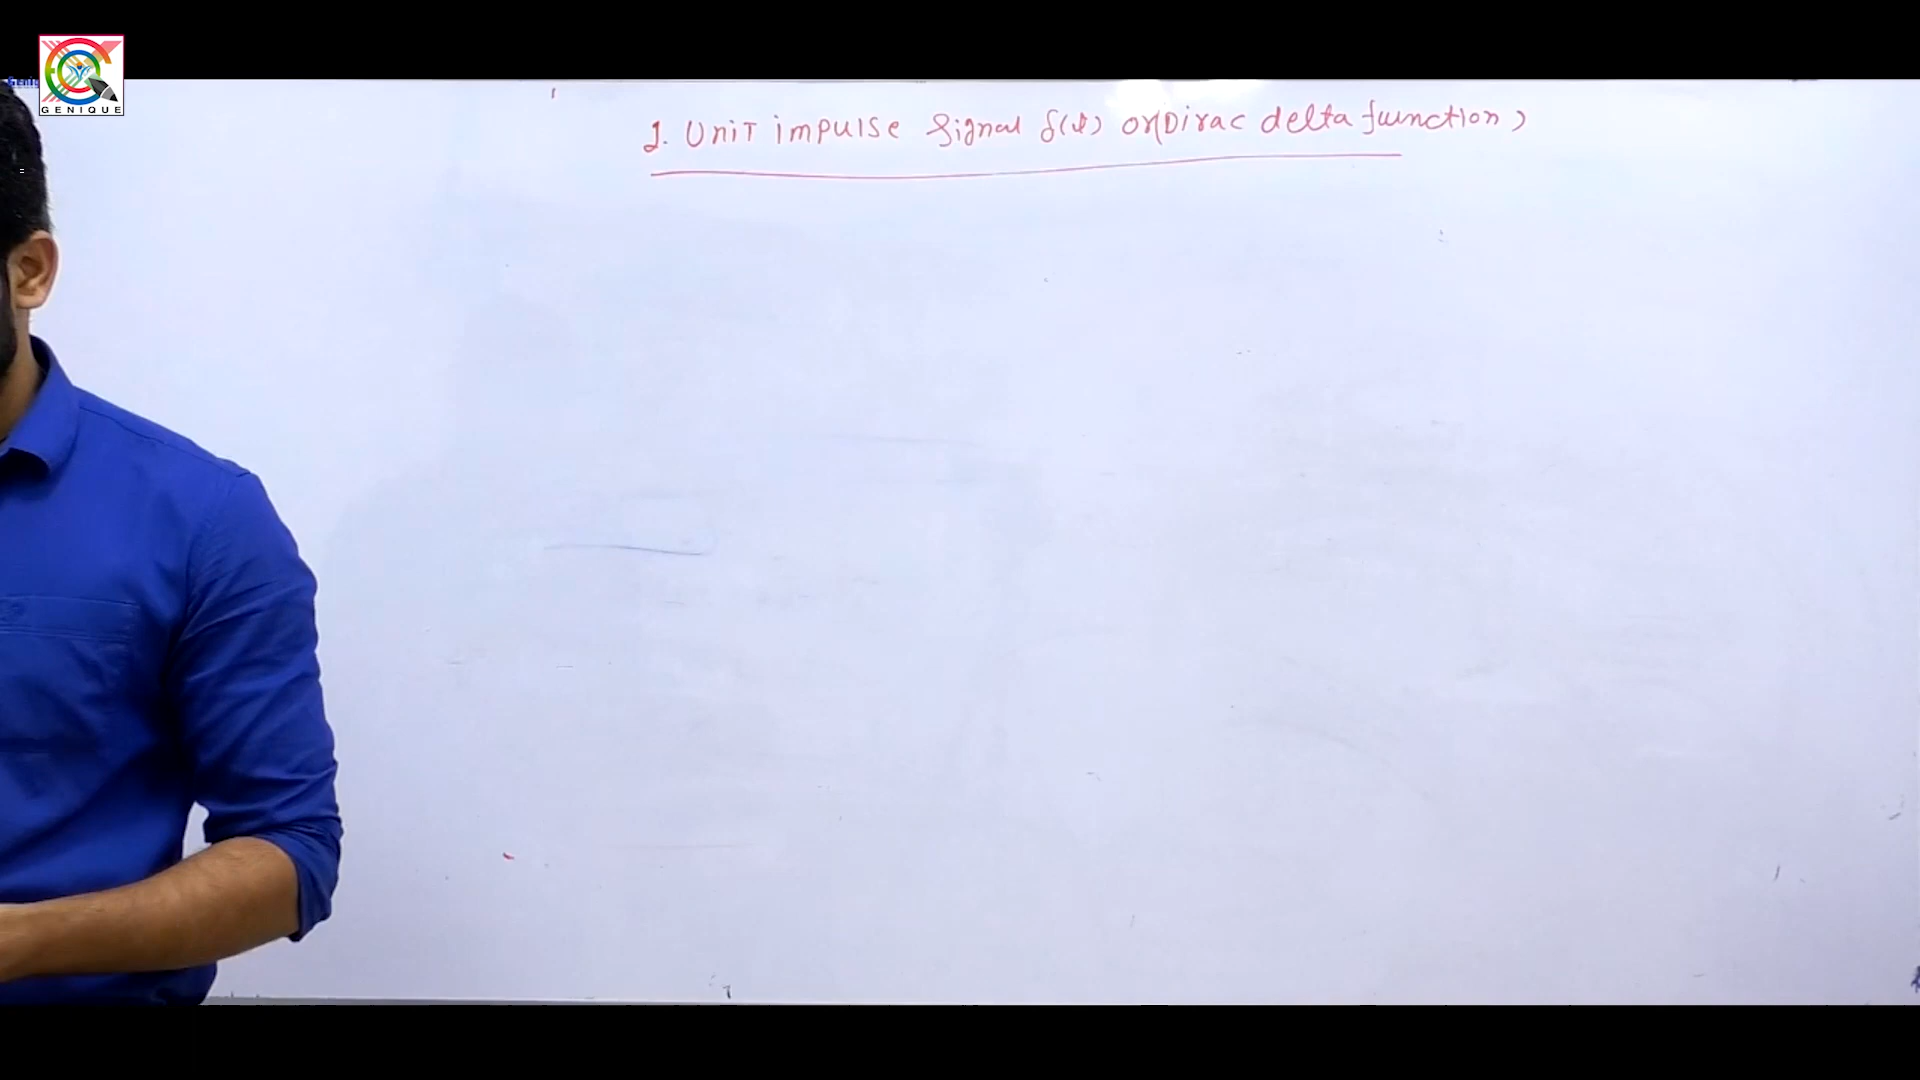 GENIQUE
1. Unit impulse Signal δ(t) or (Dirac delta function)